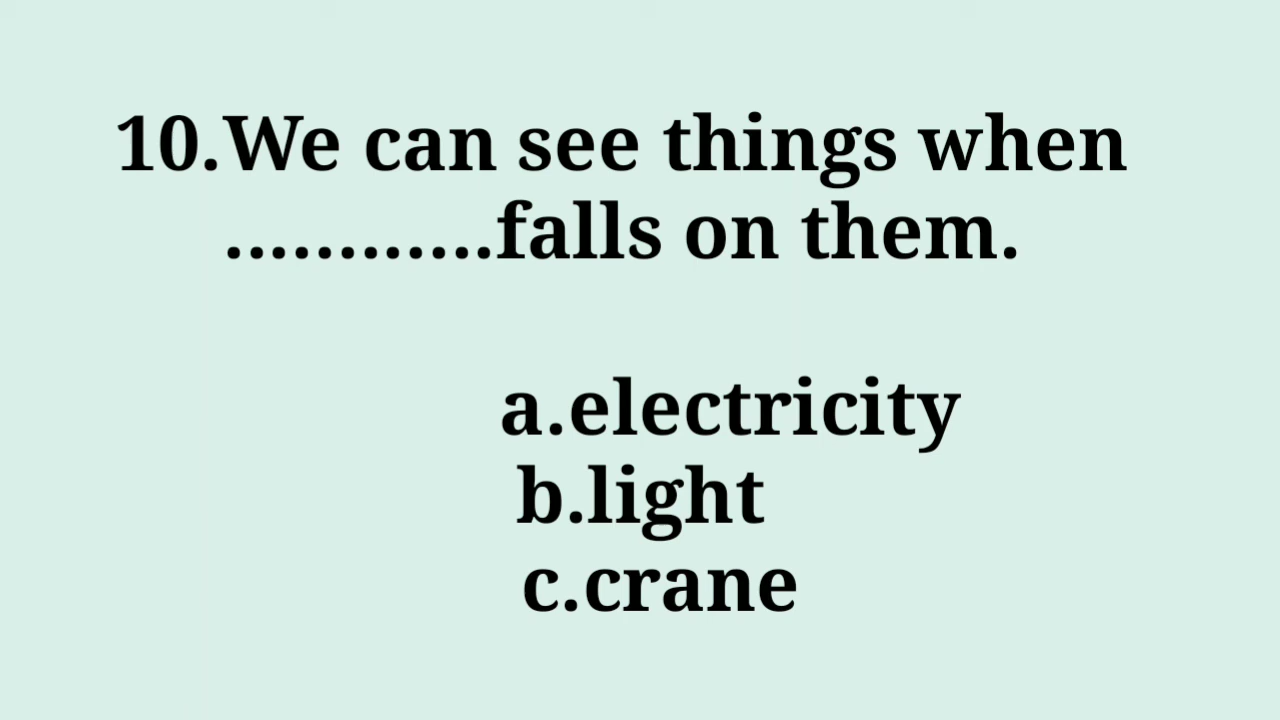 10.We can see things when
............falls on them.
a.electricity
b.light
c.crane